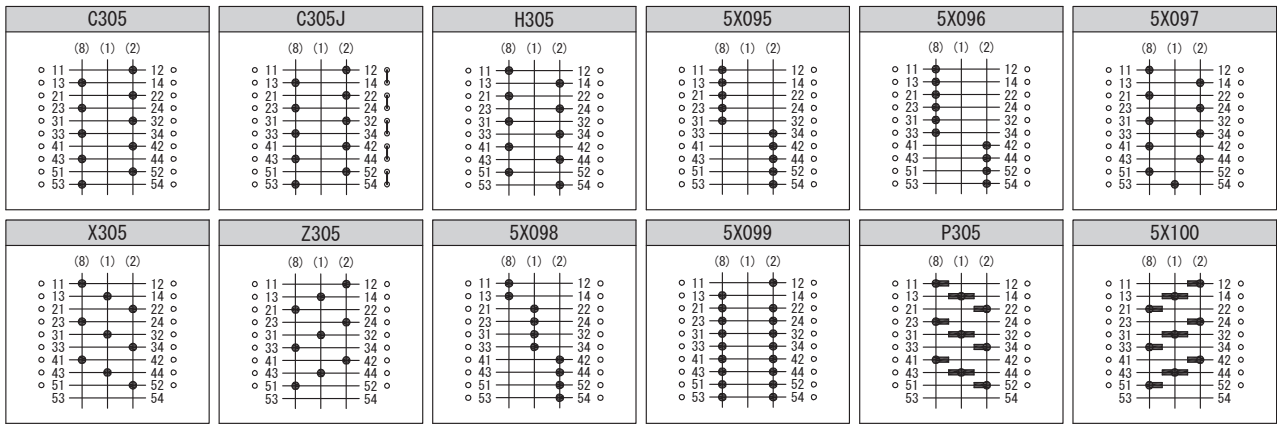 C305 C305J H305 5X095 5X096 5X097
(8) (1) (2) (8) (1) (2) (8) (1) (2) (8) (1) (2) (8) (1) (2) (8) (1) (2)
11 12 11 12 11 12 11 12 11 12 11 12
13 14 13 14 13 14 13 14 13 14 13 14
21 22 21 22 21 22 21 22 21 22 21 22
23 24 23 24 23 24 23 24 23 24 23 24
31 32 31 32 31 32 31 32 31 32 31 32
33 34 33 34 33 34 33 34 33 34 33 34
41 42 41 42 41 42 41 42 41 42 41 42
43 44 43 44 43 44 43 44 43 44 43 44
51 52 51 52 51 52 51 52 51 52 51 52
53 54 53 54 53 54 53 54 53 54 53 54
X305 Z305 5X098 5X099 P305 5X100
(8) (1) (2) (8) (1) (2) (8) (1) (2) (8) (1) (2) (8) (1) (2) (8) (1) (2)
11 12 11 12 11 12 11 12 11 12 11 12
13 14 13 14 13 14 13 14 13 14 13 14
21 22 21 22 21 22 21 22 21 22 21 22
23 24 23 24 23 24 23 24 23 24 23 24
31 32 31 32 31 32 31 32 31 32 31 32
33 34 33 34 33 34 33 34 33 34 33 34
41 42 41 42 41 42 41 42 41 42 41 42
43 44 43 44 43 44 43 44 43 44 43 44
51 52 51 52 51 52 51 52 51 52 51 52
53 54 53 54 53 54 53 54 53 54 53 54